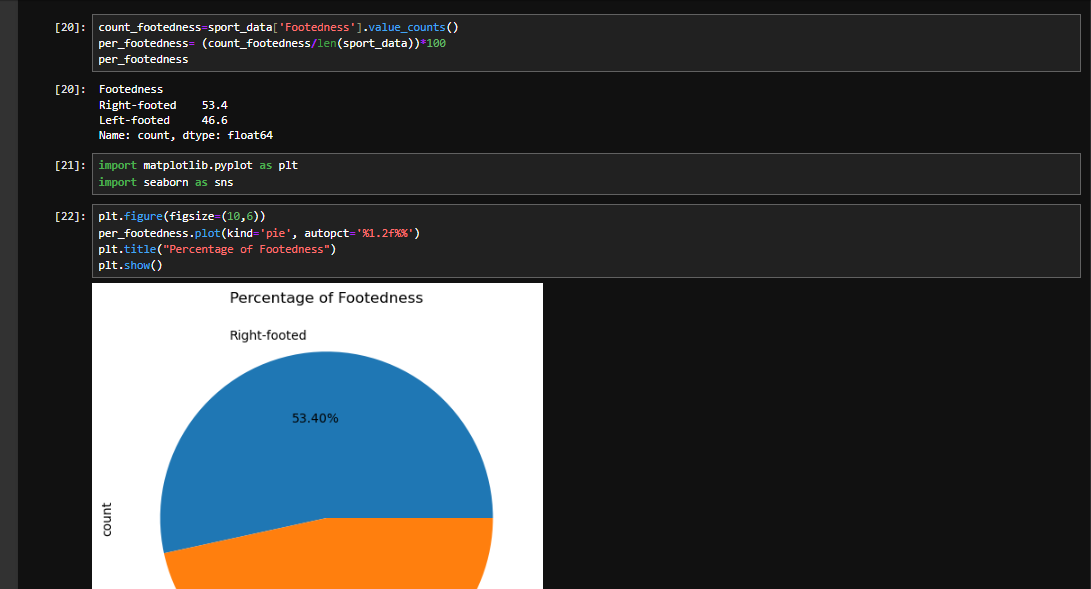 [20]: count_footedness=sport_data['Footedness'].value_counts()
per_footedness= (count_footedness/len(sport_data))*100
per_footedness
[20]: Footedness
Right-footed    53.4
Left-footed     46.6
Name: count, dtype: float64
[21]: import matplotlib.pyplot as plt
import seaborn as sns
[22]: plt.figure(figsize=(10,6))
per_footedness.plot(kind='pie', autopct='%1.2f%%')
plt.title("Percentage of Footedness")
plt.show()
Percentage of Footedness
Right-footed
53.40%
count